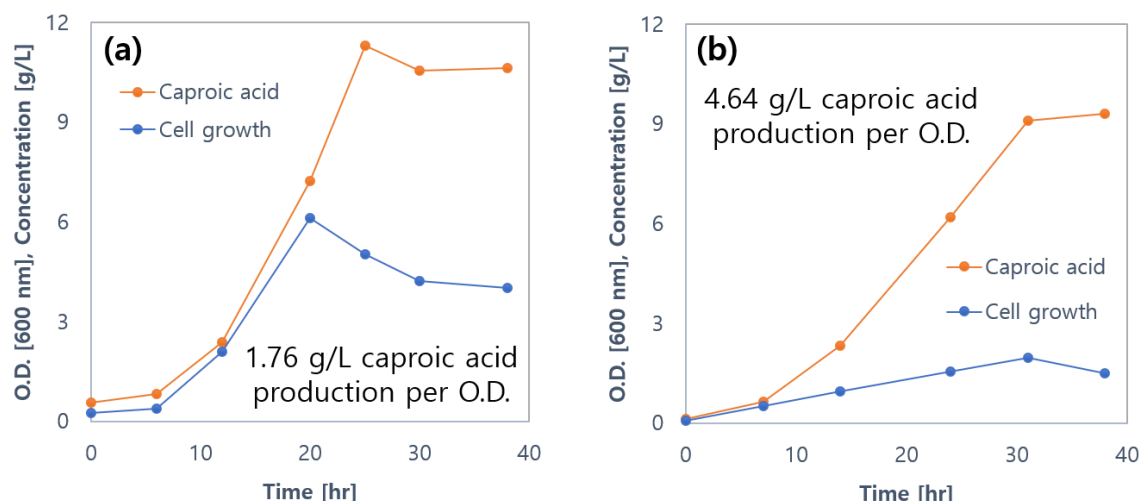 (a)
Caproic acid
Cell growth
1.76 g/L caproic acid
production per O.D.
O.D. [600 nm], Concentration [g/L]
12
9
6
3
0
0
10
20
30
40
Time [hr]
(b)
4.64 g/L caproic acid
production per O.D.
Caproic acid
Cell growth
O.D. [600 nm], Concentration [g/L]
12
9
6
3
0
0
10
20
30
40
Time [hr]